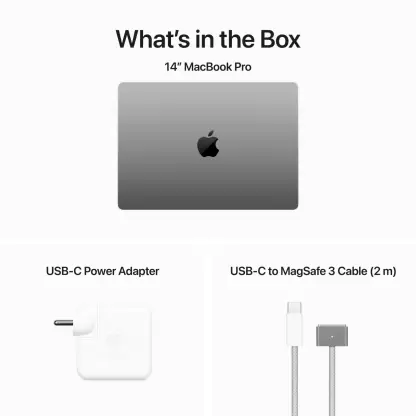 What's in the Box
14” MacBook Pro
USB-C Power Adapter
USB-C to MagSafe 3 Cable (2 m)